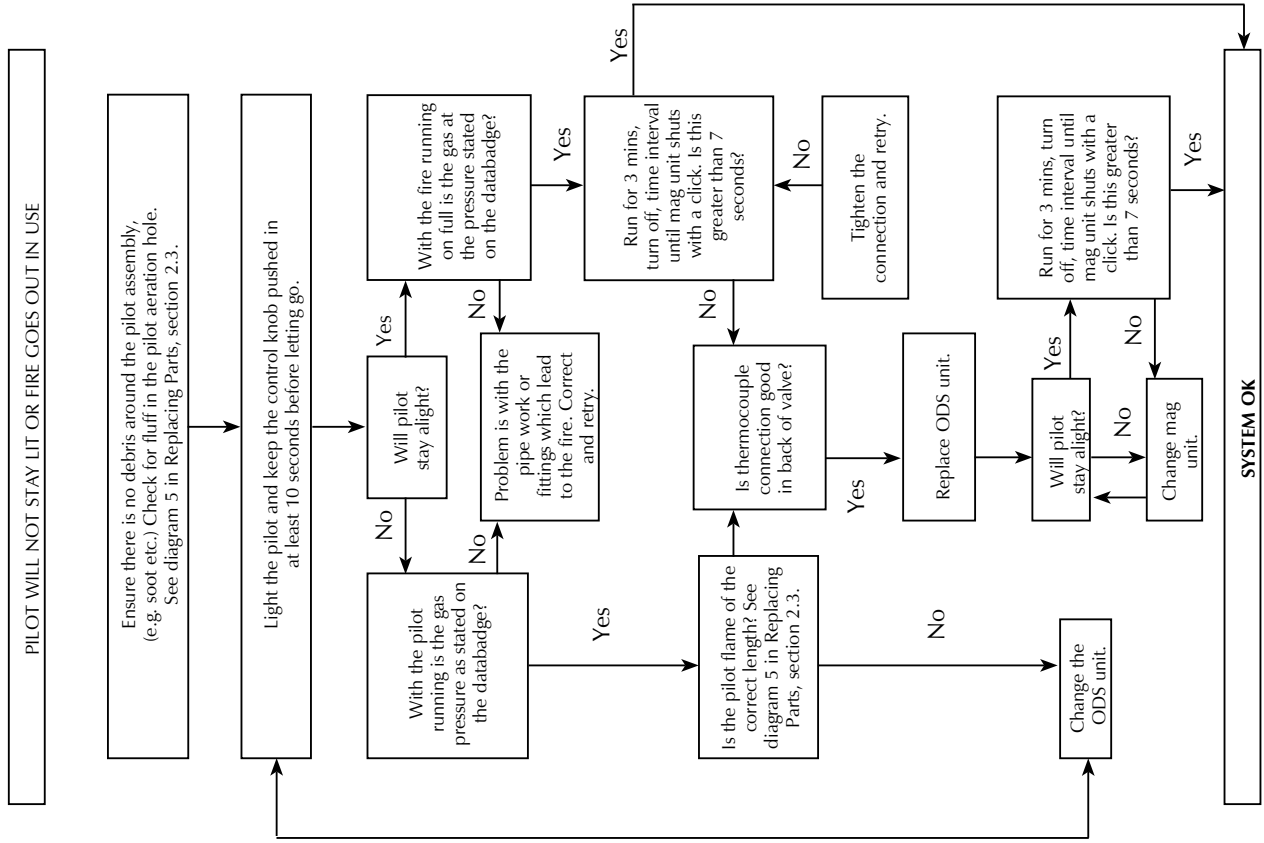 PILOT WILL NOT STAY LIT OR FIRE GOES OUT IN USE
Ensure there is no debris around the pilot assembly,
(e.g. soot etc.) Check for fluff in the pilot aeration hole.
See diagram 5 in Replacing Parts, section 2.3.
Light the pilot and keep the control knob pushed in
at least 10 seconds before letting go.
Will pilot
stay alight?
No
Yes
With the pilot
running is the gas
pressure as stated on
the databadge?
With the fire running
on full is the gas at
the pressure stated
on the databadge?
No
No
Problem is with the
pipe work or
fittings which lead
to the fire. Correct
and retry.
Yes
Yes
Run for 3 mins,
turn off, time interval
until mag unit shuts
with a click. Is this
greater than 7
seconds?
Yes
Is the pilot flame of the
correct length? See
diagram 5 in Replacing
Parts, section 2.3.
Is thermocouple
connection good
in back of valve?
No
No
Tighten the
connection and retry.
Yes
No
Replace ODS unit.
Change the
ODS unit.
Will pilot
stay alight?
Yes
Run for 3 mins, turn
off, time interval until
mag unit shuts with a
click. Is this greater
than 7 seconds?
No
No
Change mag
unit.
Yes
SYSTEM OK